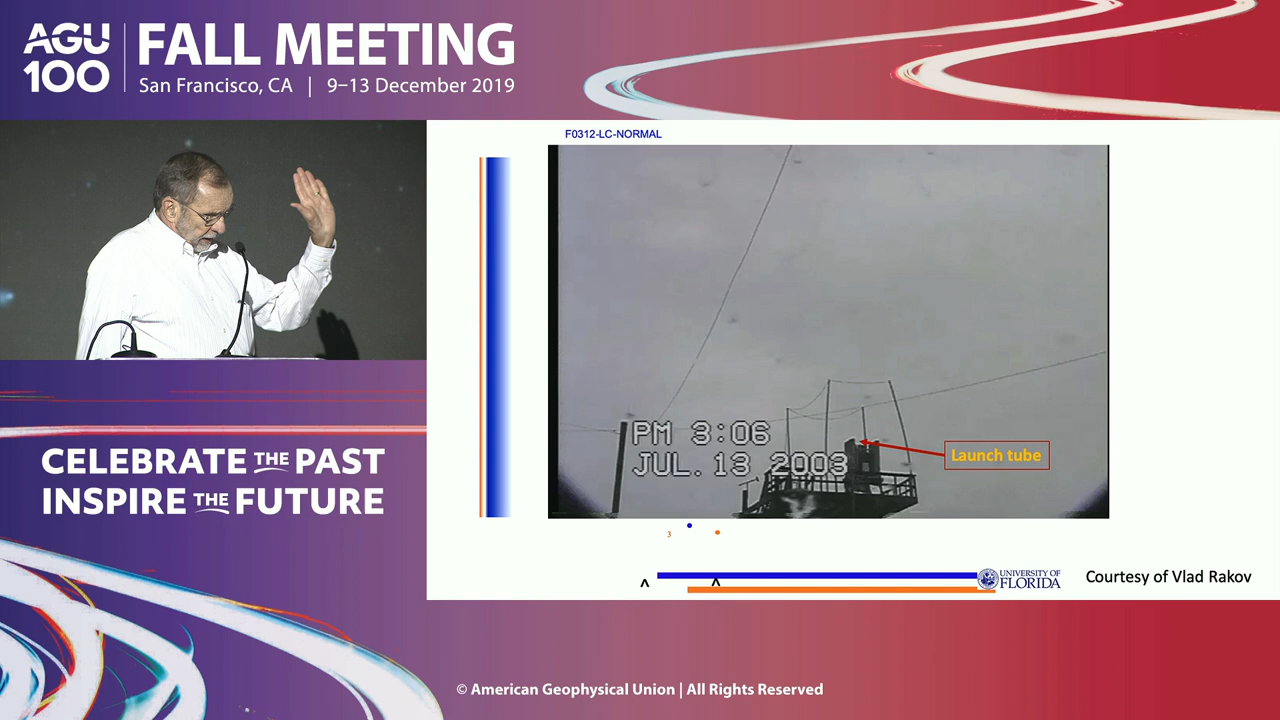 AGU
100
FALL MEETING
San Francisco, CA | 9–13 December 2019
F0312-LC-NORMAL
PM 3:06
JUL. 13 2003
Launch tube
3
^ ^
UNIVERSITY OF
FLORIDA
Courtesy of Vlad Rakov
CELEBRATE THE PAST
INSPIRE THE FUTURE
© American Geophysical Union | All Rights Reserved